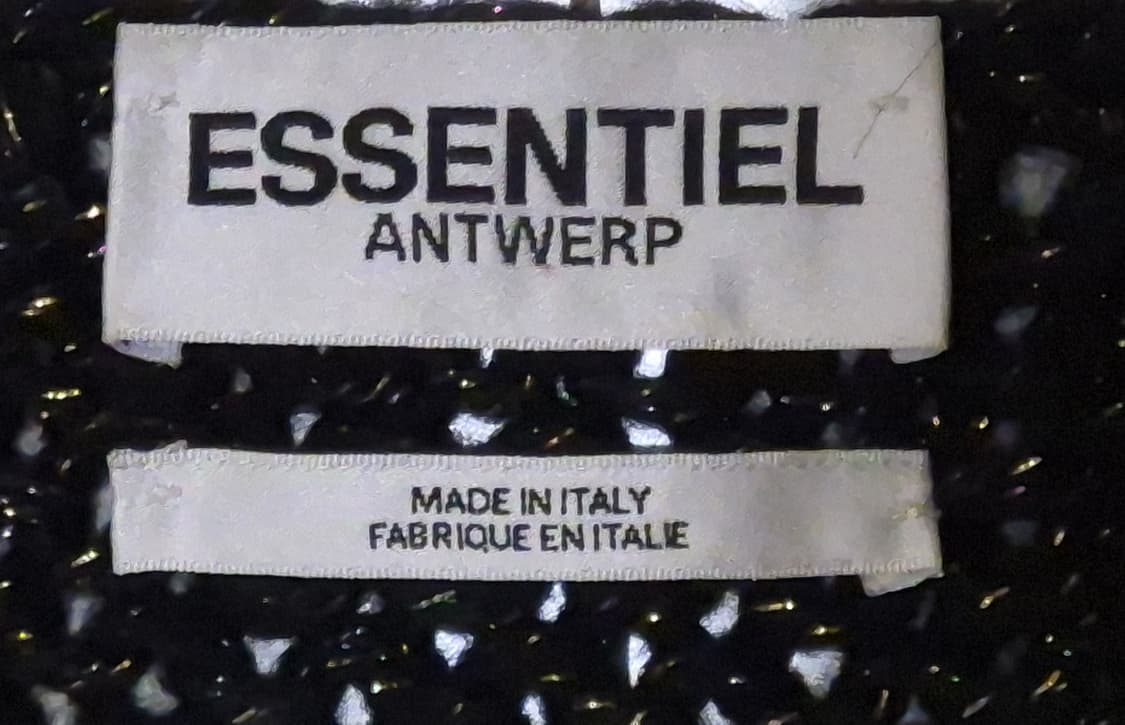 ESSENTIEL
ANTWERP
MADE IN ITALY
FABRIQUE EN ITALIE